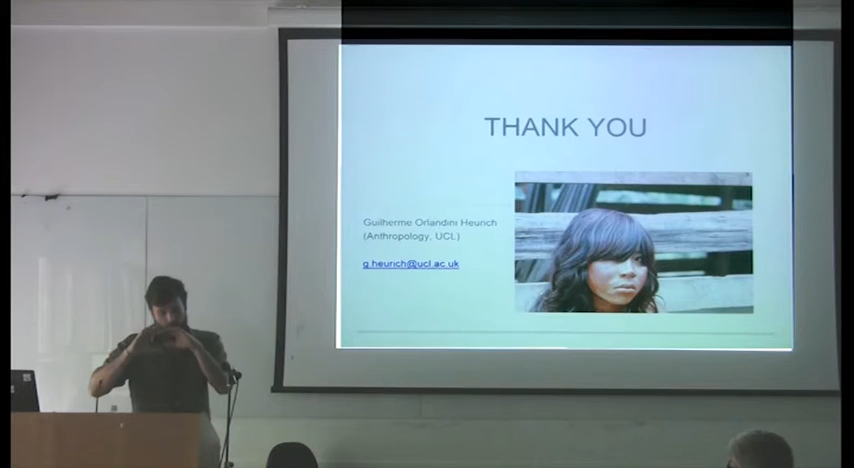 THANK YOU
Guilherme Orlandini Heurich
(Anthropology, UCL)
g.heurich@ucl.ac.uk